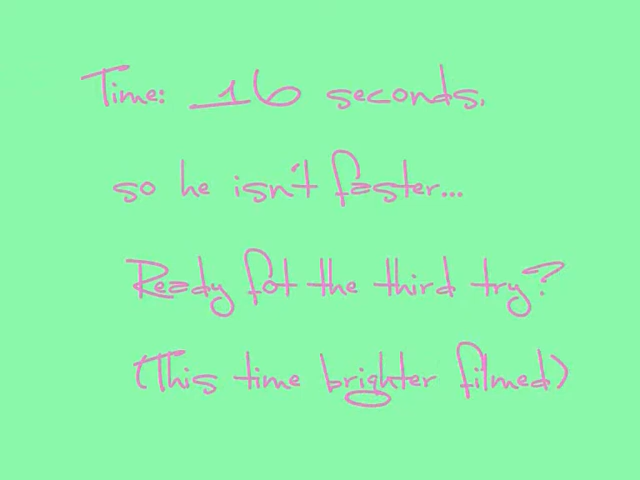 Time: 16 seconds,
so he isn't faster...
Ready fot the third try?
(This time brighter filmed)